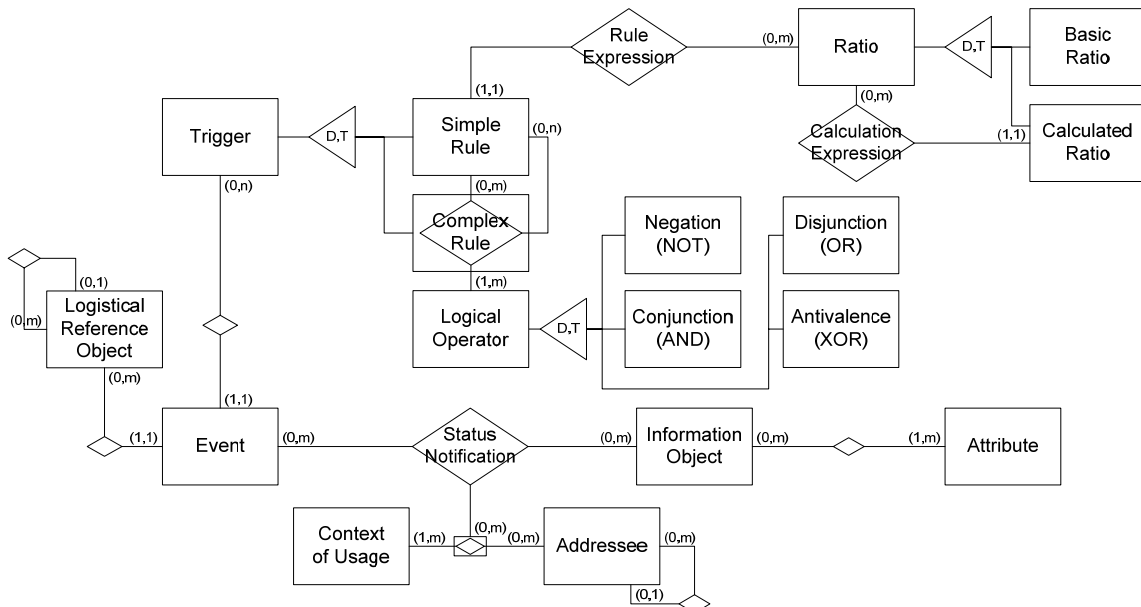 Rule
Expression
(0,m)
Ratio
D,T
Basic
Ratio
(1,1)
(0,m)
Trigger
D,T
Simple
Rule
(0,n)
Calculation
Expression
(1,1)
Calculated
Ratio
(0,n)
(0,m)
Complex
Rule
Negation
(NOT)
Disjunction
(OR)
(0,1)
(1,m)
(0,m)
Logistical
Reference
Object
Logical
Operator
D,T
Conjunction
(AND)
Antivalence
(XOR)
(0,m)
(1,1)
(1,1)
Event
(0,m)
Status
Notification
(0,m)
Information
Object
(0,m)
(1,m)
Attribute
Context
of Usage
(1,m)
(0,m)
(0,m)
Addressee
(0,m)
(0,1)